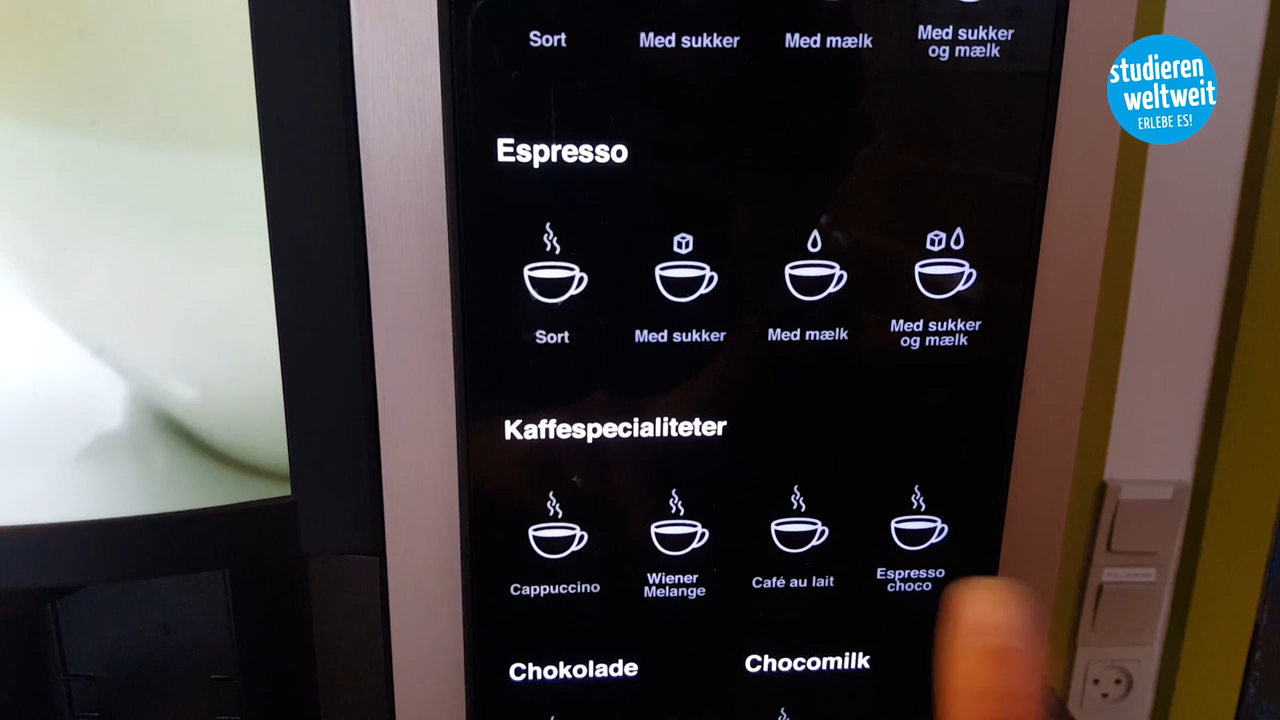 Sort
Med sukker
Med mælk
Med sukker
og mælk
studieren
weltweit
ERLEBE ES!
Espresso
Sort
Med sukker
Med mælk
Med sukker
og mælk
Kaffespecialiteter
Cappuccino
Wiener
Melange
Café au lait
Espresso
choco
Chokolade
Chocomilk